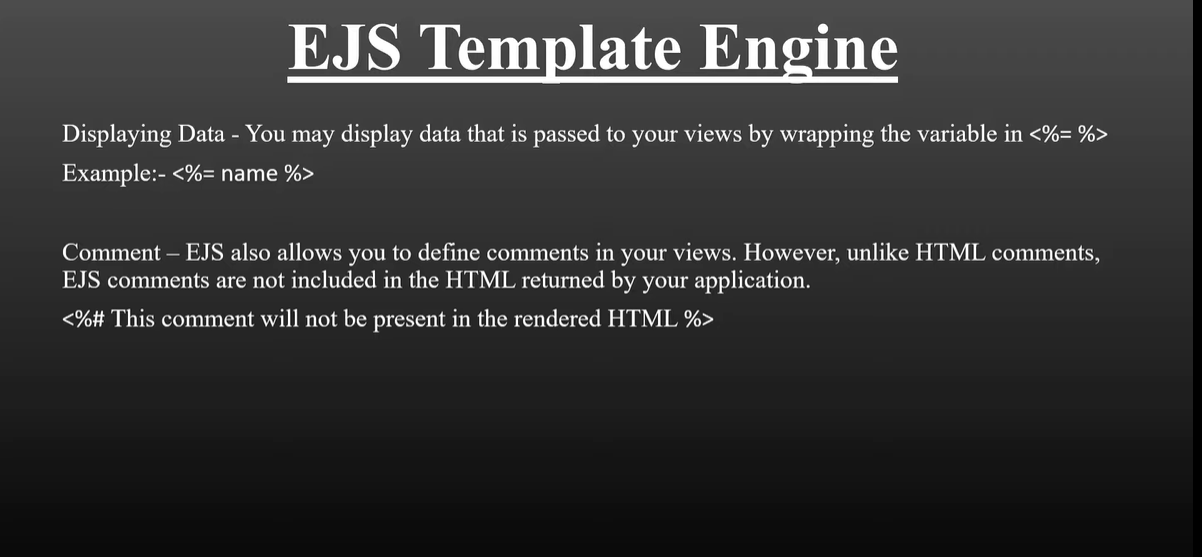 EJS Template Engine
Displaying Data - You may display data that is passed to your views by wrapping the variable in <%= %>
Example:- <%= name %>
Comment – EJS also allows you to define comments in your views. However, unlike HTML comments,
EJS comments are not included in the HTML returned by your application.
<%# This comment will not be present in the rendered HTML %>